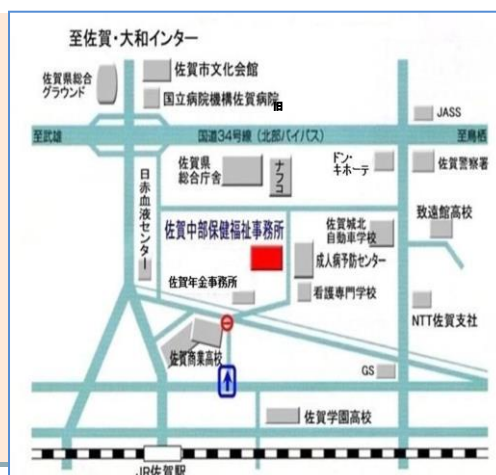 至佐賀・大和インター
佐賀市文化会館
佐賀県総合
グラウンド
国立病院機構佐賀病院
旧
JASS
至武雄
国道34号線（北部バイパス）
至鳥栖
佐賀県
総合庁舎
ナフコ
ドン・
キホーテ
佐賀警察署
日赤血液センター
致遠館高校
佐賀城北
自動車学校
佐賀中部保健福祉事務所
成人病予防センター
佐賀年金事務所
看護専門学校
NTT佐賀支社
佐賀商業高校
GS
佐賀学園高校
JR佐賀駅